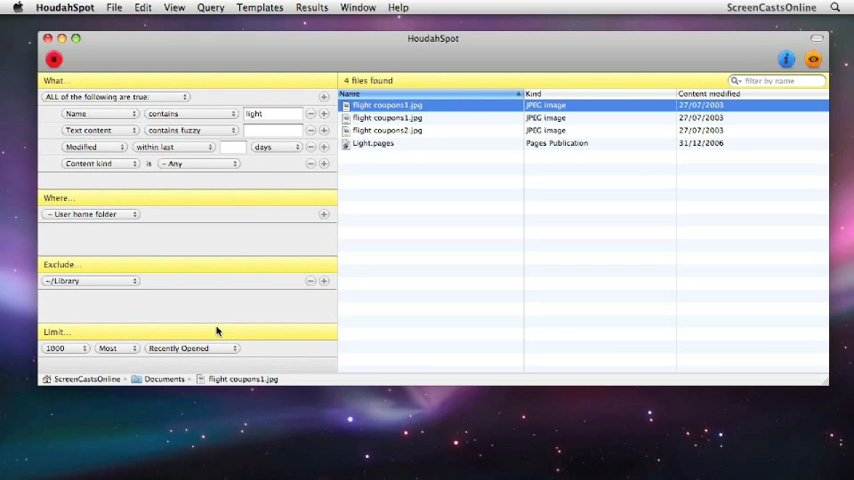 HoudahSpot File Edit View Query Templates Results Window Help ScreenCastsOnline
HoudahSpot
What...
4 files found
filter by name
ALL of the following are true:
Name Kind Content modified
flight coupons1.jpg JPEG image 27/07/2003
Name contains light
flight coupons1.jpg JPEG image 27/07/2003
Text content contains fuzzy
flight coupons2.jpg JPEG image 27/07/2003
Modified within last days
Light.pages Pages Publication 31/12/2006
Content kind is - Any
Where...
- User home folder
Exclude...
~/Library
Limit...
1000 Most Recently Opened
ScreenCastsOnline Documents flight coupons1.jpg